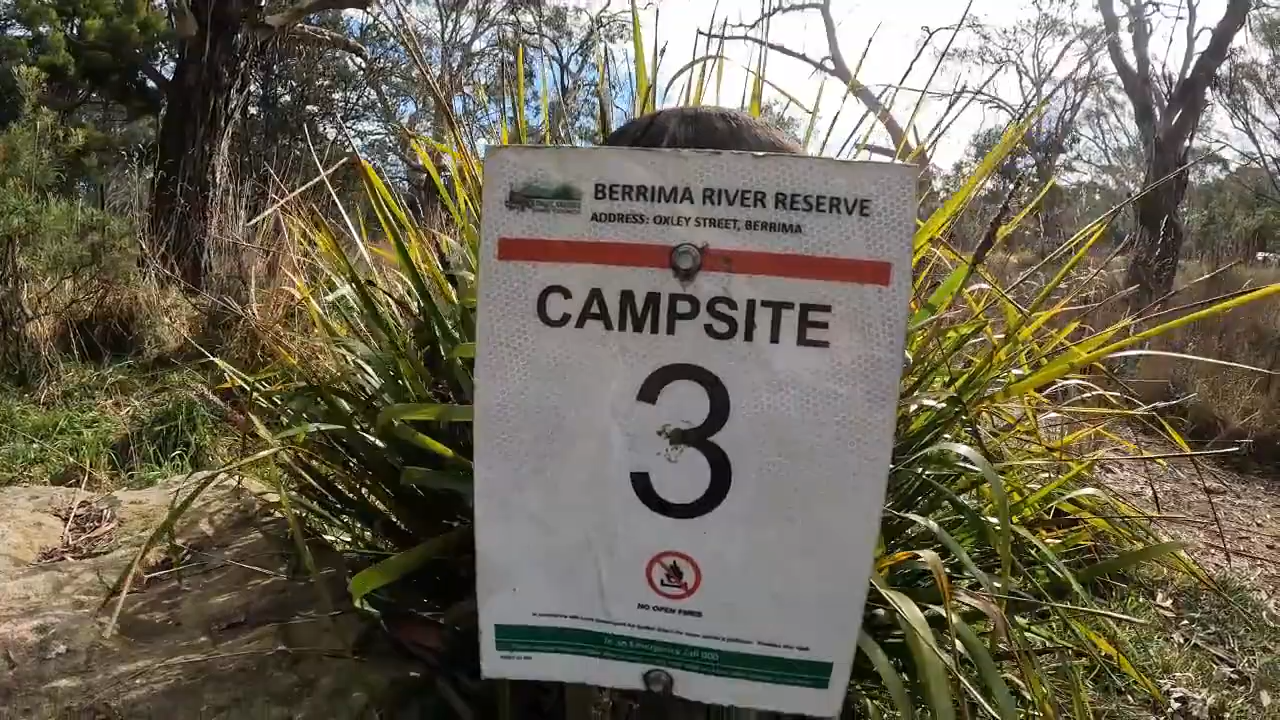 BERRIMA RIVER RESERVE
ADDRESS: OXLEY STREET, BERRIMA
CAMPSITE
3
NO OPEN FIRES
In an Emergency Call 000